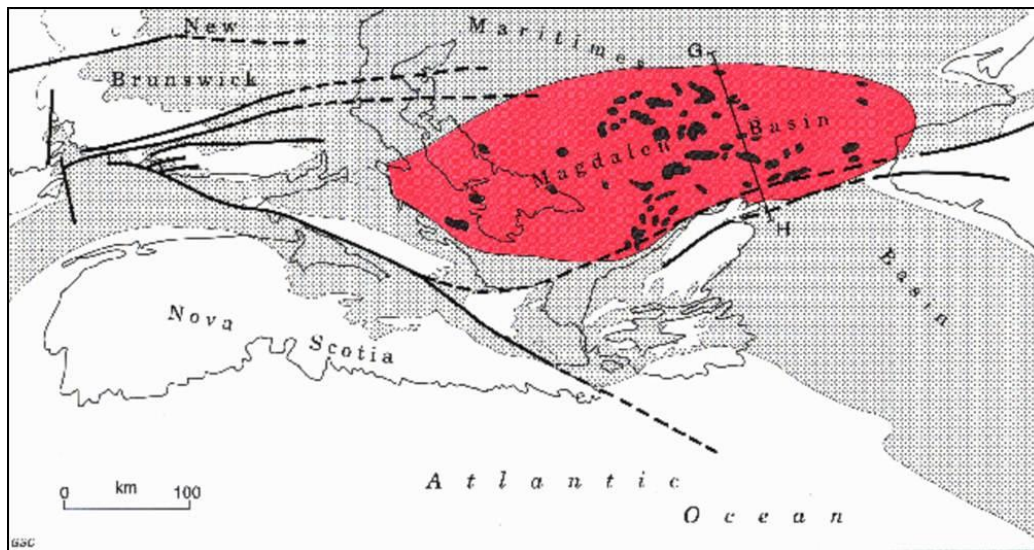 New
Brunswick
Maritimes
G
Magdalen Basin
H
Basin
Nova
Scotia
Atlantic
Ocean
0 km 100
GSC